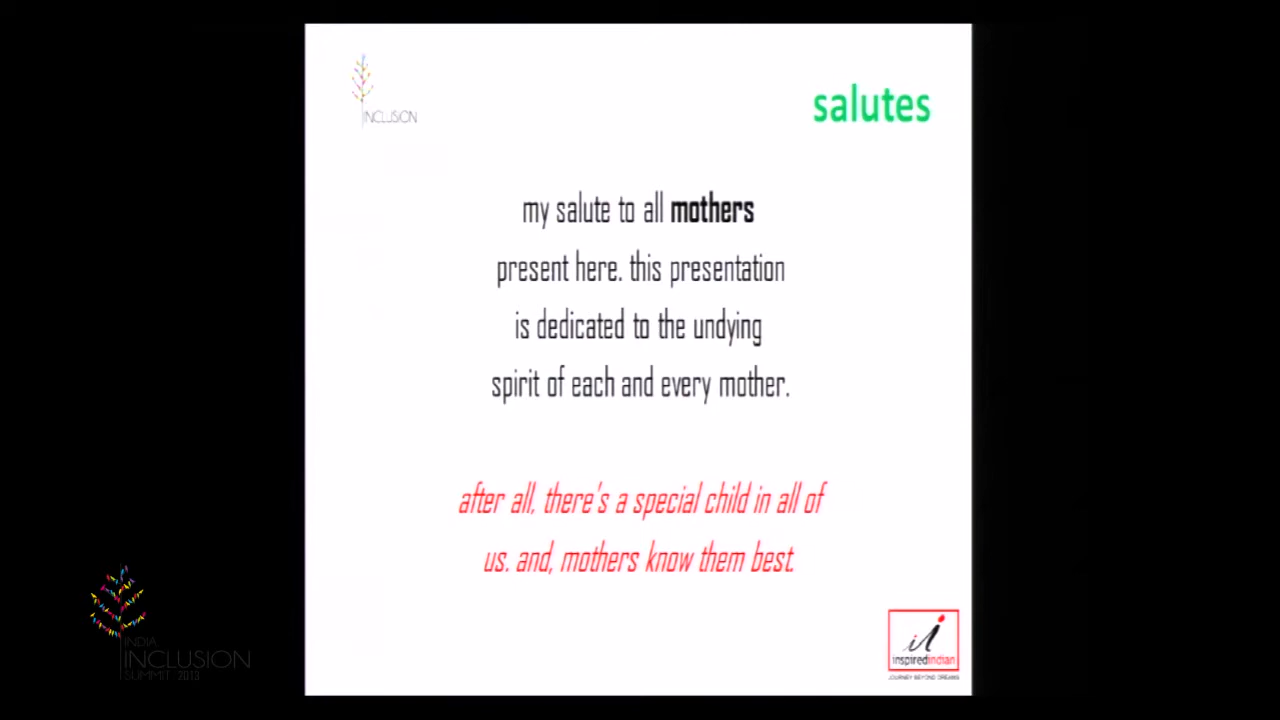 INCLUSION
salutes
my salute to all mothers
present here. this presentation
is dedicated to the undying
spirit of each and every mother.
after all, there's a special child in all of
us. and, mothers know them best.
inspiredindian
JOURNEY BEYOND DREAMS
INDIA
INCLUSION
SUMMIT 2013